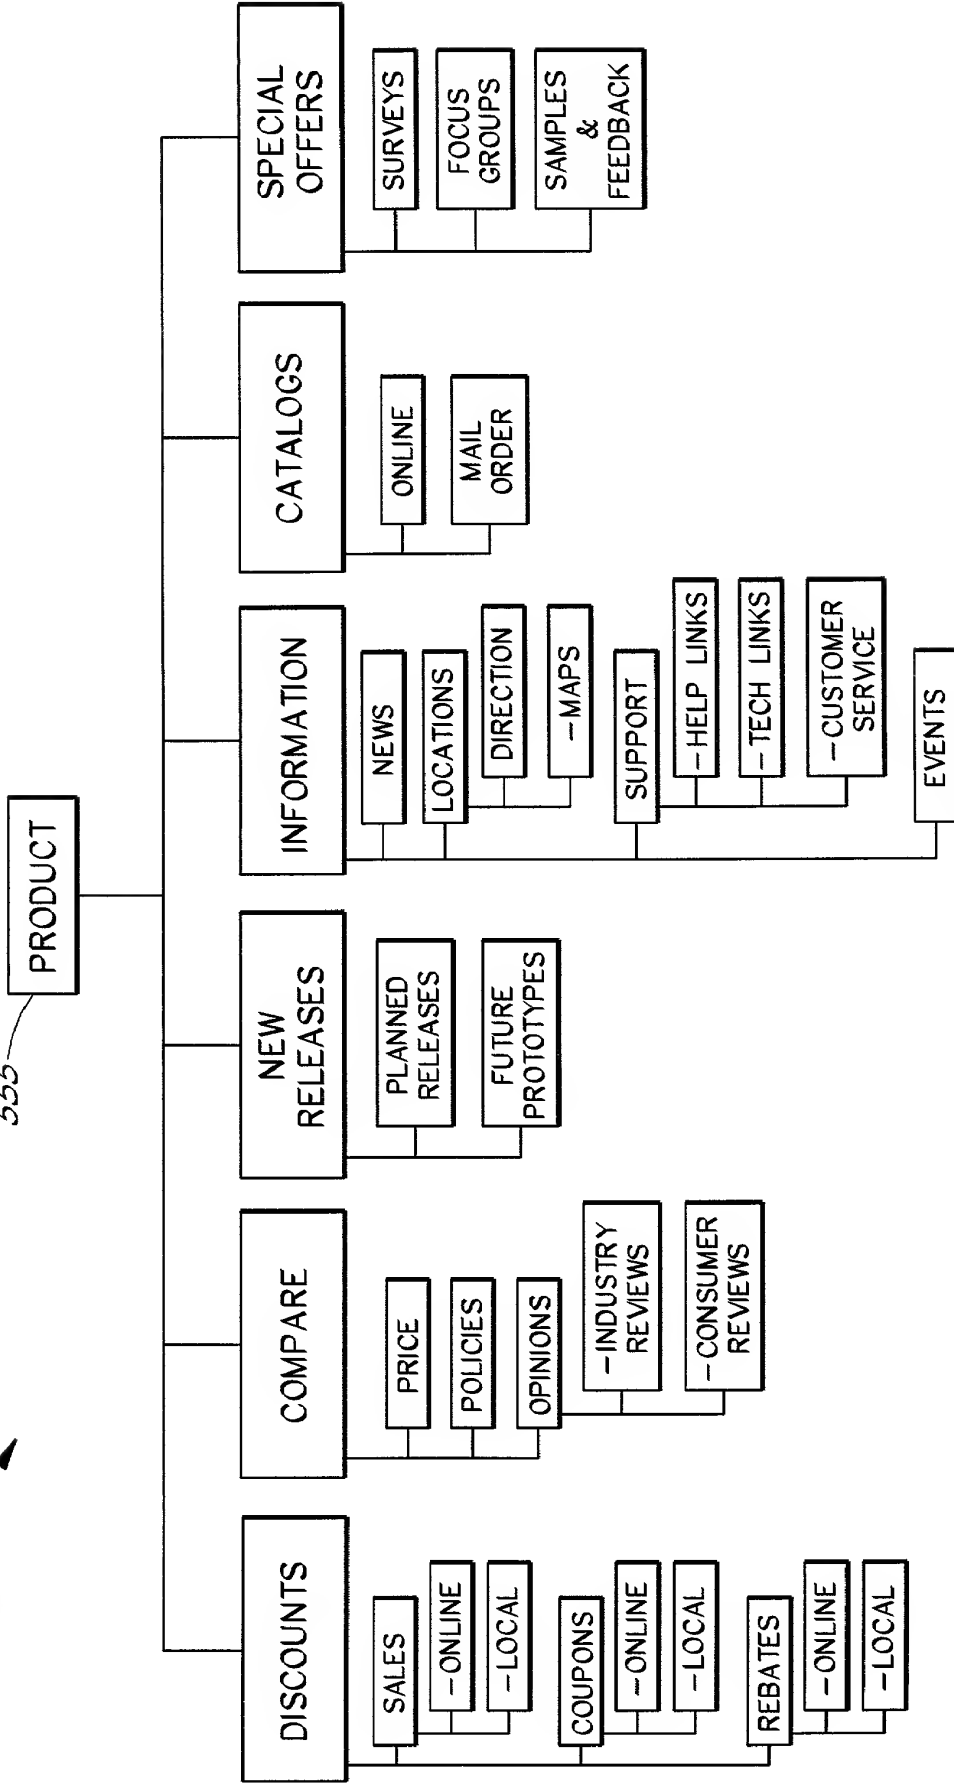 555
PRODUCT
DISCOUNTS
SALES
-ONLINE
-LOCAL
COUPONS
-ONLINE
-LOCAL
REBATES
-ONLINE
-LOCAL
COMPARE
PRICE
POLICIES
OPINIONS
-INDUSTRY
REVIEWS
-CONSUMER
REVIEWS
NEW
RELEASES
PLANNED
RELEASES
FUTURE
PROTOTYPES
INFORMATION
NEWS
LOCATIONS
DIRECTION
-MAPS
SUPPORT
-HELP LINKS
-TECH LINKS
-CUSTOMER
SERVICE
EVENTS
CATALOGS
ONLINE
MAIL
ORDER
SPECIAL
OFFERS
SURVEYS
FOCUS
GROUPS
SAMPLES
&
FEEDBACK